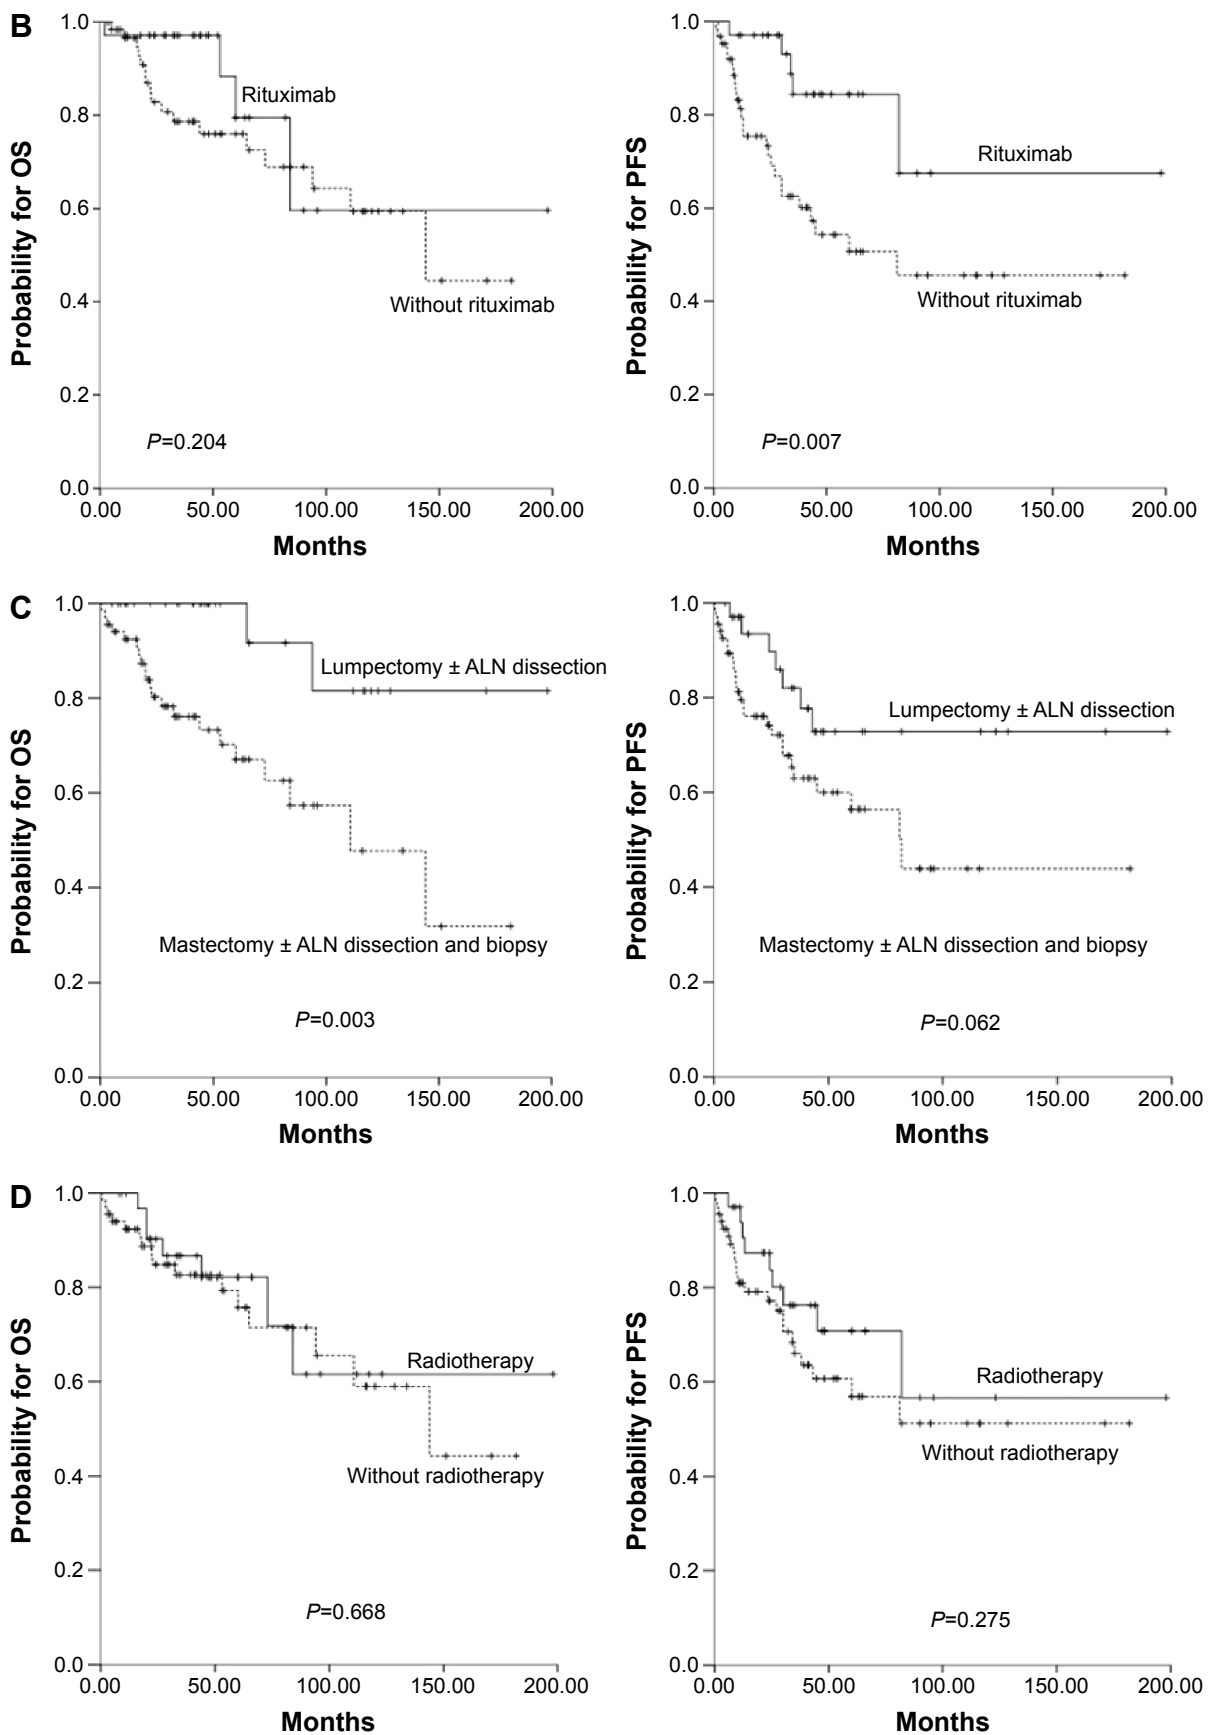 B
Probability for OS
1.0
0.8
0.6
0.4
0.2
0.0
Rituximab
Without rituximab
P=0.204
0.00 50.00 100.00 150.00 200.00
Months
Probability for PFS
1.0
0.8
0.6
0.4
0.2
0.0
Rituximab
Without rituximab
P=0.007
0.00 50.00 100.00 150.00 200.00
Months
C
Probability for OS
1.0
0.8
0.6
0.4
0.2
0.0
Lumpectomy ± ALN dissection
Mastectomy ± ALN dissection and biopsy
P=0.003
0.00 50.00 100.00 150.00 200.00
Months
Probability for PFS
1.0
0.8
0.6
0.4
0.2
0.0
Lumpectomy ± ALN dissection
Mastectomy ± ALN dissection and biopsy
P=0.062
0.00 50.00 100.00 150.00 200.00
Months
D
Probability for OS
1.0
0.8
0.6
0.4
0.2
0.0
Radiotherapy
Without radiotherapy
P=0.668
0.00 50.00 100.00 150.00 200.00
Months
Probability for PFS
1.0
0.8
0.6
0.4
0.2
0.0
Radiotherapy
Without radiotherapy
P=0.275
0.00 50.00 100.00 150.00 200.00
Months